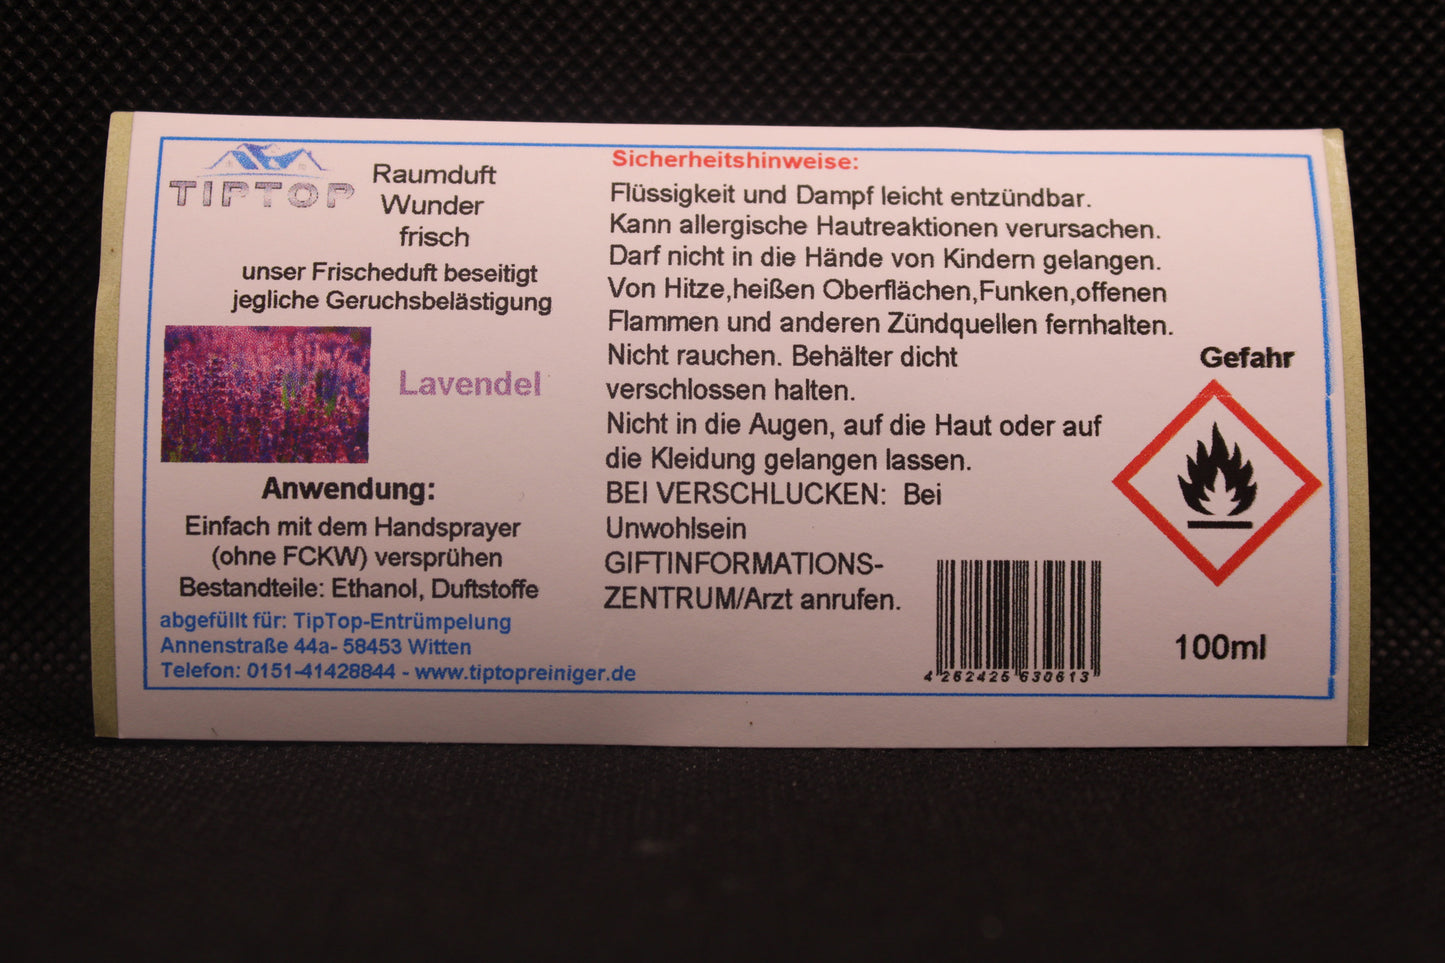 TIPTOP
Raumduft
Wunder
frisch
unser Frischeduft beseitigt
jegliche Geruchsbelästigung
Lavendel
Anwendung:
Einfach mit dem Handsprayer
(ohne FCKW) versprühen
Bestandteile: Ethanol, Duftstoffe
abgefüllt für: TipTop-Entrümpelung
Annenstraße 44a- 58453 Witten
Telefon: 0151-41428844 - www.tiptopreiniger.de
Sicherheitshinweise:
Flüssigkeit und Dampf leicht entzündbar.
Kann allergische Hautreaktionen verursachen.
Darf nicht in die Hände von Kindern gelangen.
Von Hitze,heißen Oberflächen,Funken,offenen
Flammen und anderen Zündquellen fernhalten.
Nicht rauchen. Behälter dicht
verschlossen halten.
Nicht in die Augen, auf die Haut oder auf
die Kleidung gelangen lassen.
BEI VERSCHLUCKEN: Bei
Unwohlsein
GIFTINFORMATIONS-
ZENTRUM/Arzt anrufen.
Gefahr
4 262425 630613
100ml